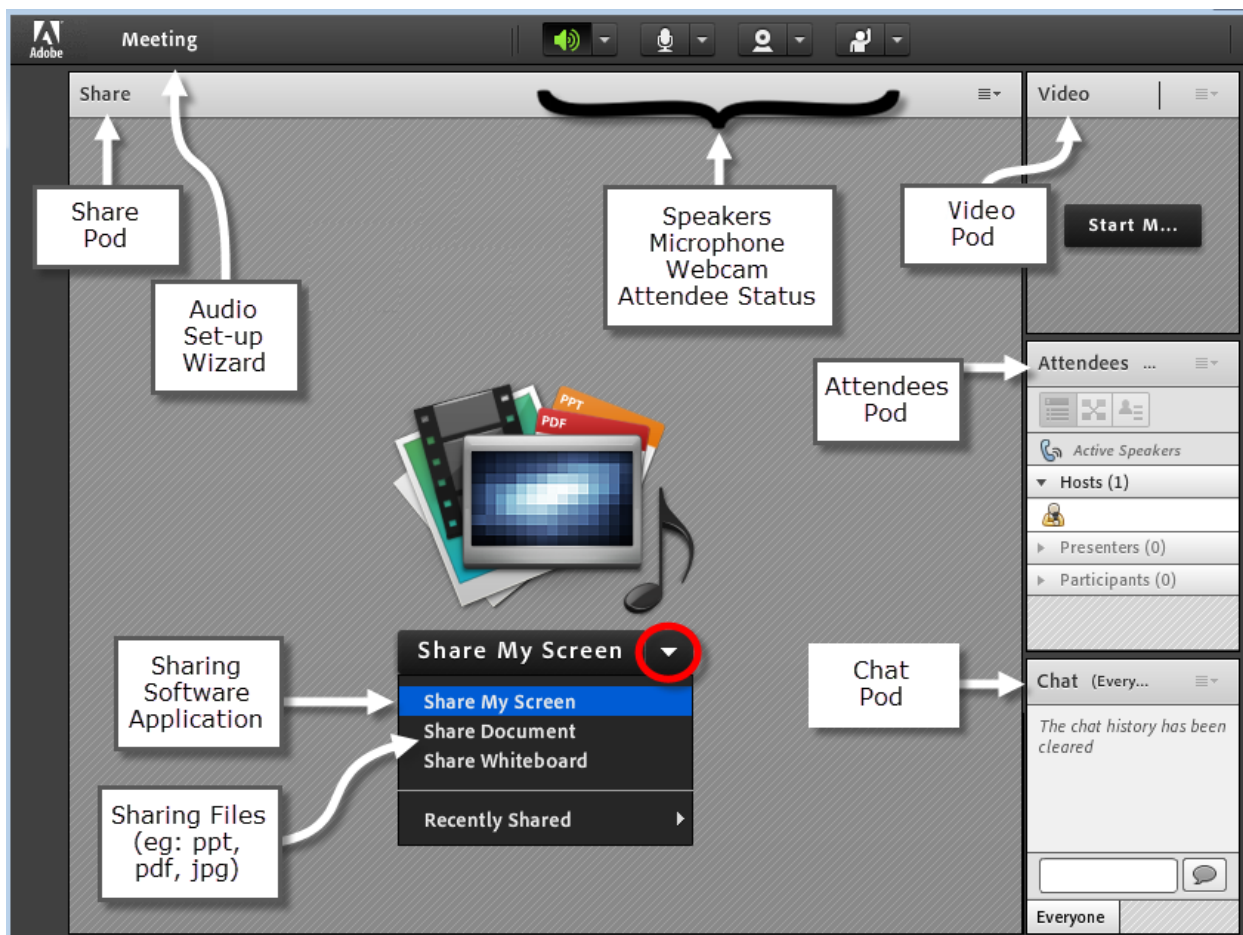 Adobe
Meeting
Share
Video
Share
Pod
Audio
Set-up
Wizard
Speakers
Microphone
Webcam
Attendee Status
Video
Pod
Start M...
Attendees ...
Attendees
Pod
Active Speakers
Hosts (1)
Presenters (0)
Participants (0)
PPT
PDF
Share My Screen
Share My Screen
Share Document
Share Whiteboard
Recently Shared
Sharing
Software
Application
Sharing Files
(eg: ppt,
pdf, jpg)
Chat
Pod
Chat (Every...
The chat history has been
cleared
Everyone